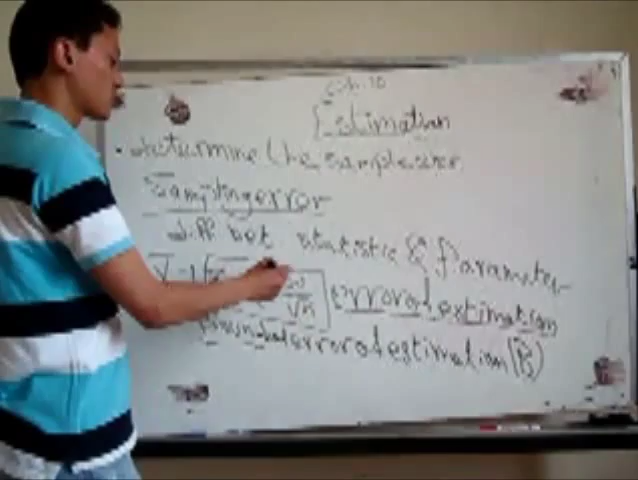 Ch. 10
Estimation
• determine the sample size
Sampling error
diff bet statistic & Parameter
√n error of estimation
error of estimation (B)